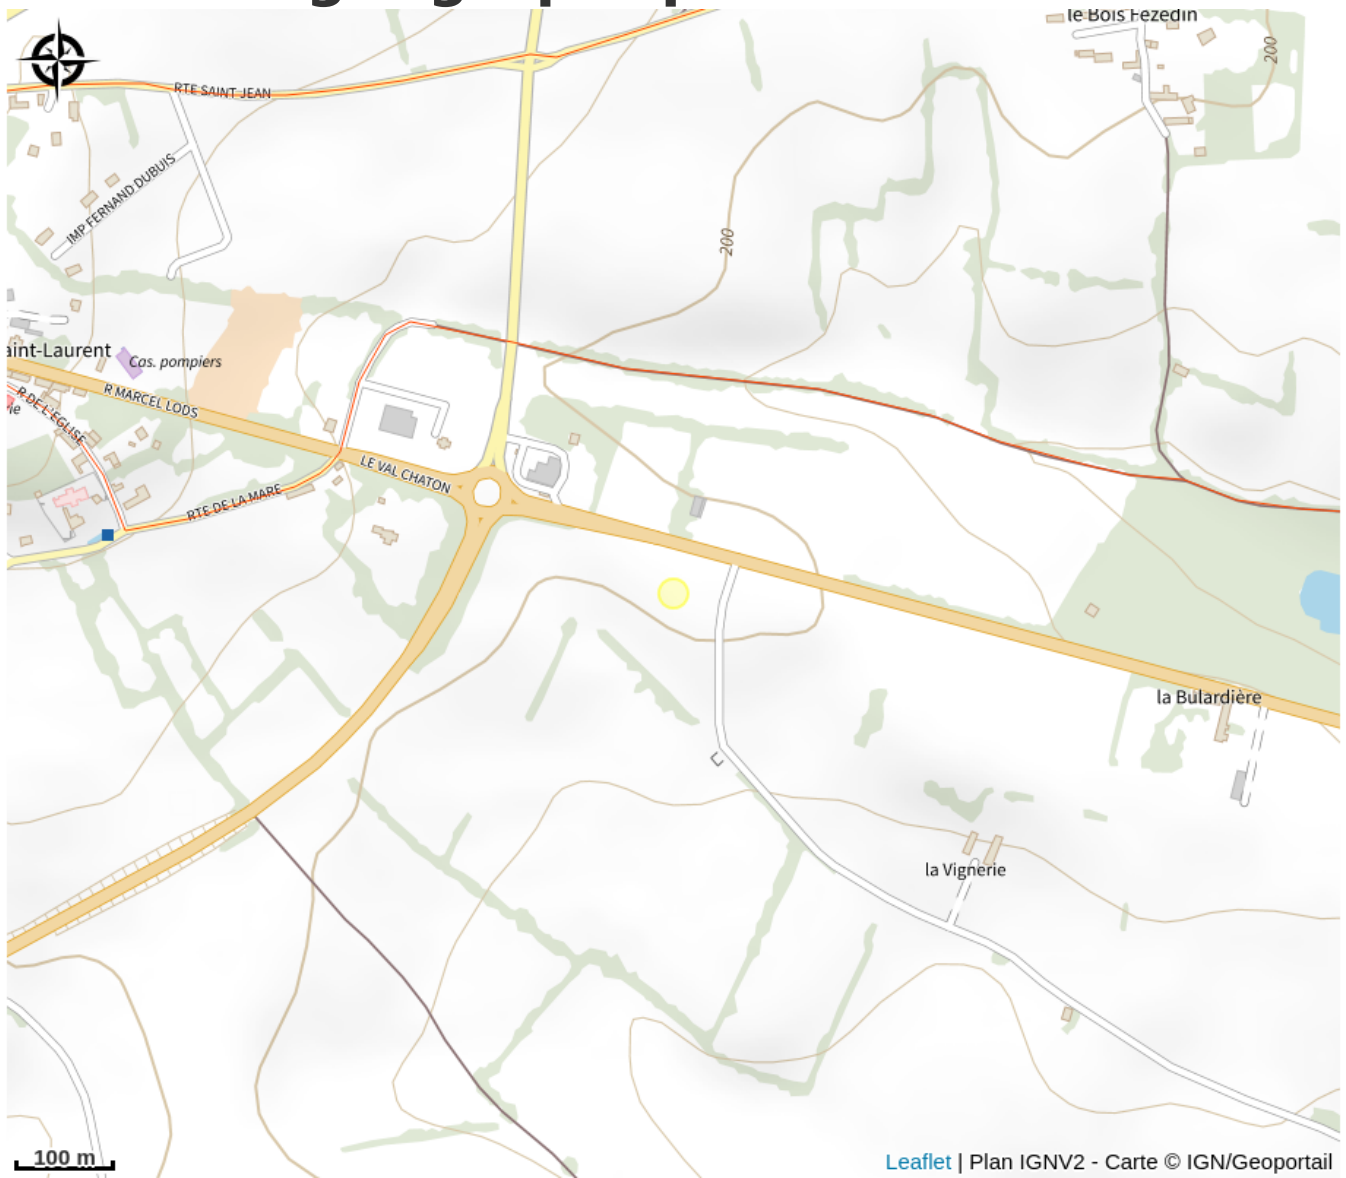 le Bois Fezedin
200
RTE SAINT JEAN
IMP FERNAND DUBUIS
200
aint-Laurent
Cas. pompiers
R MARCEL LODS
R DE L'EGLISE
ie
LE VAL CHATON
RTE DE LA MARE
la Bulardière
la Vignerie
100 m
Leaflet | Plan IGNV2 - Carte © IGN/Geoportail